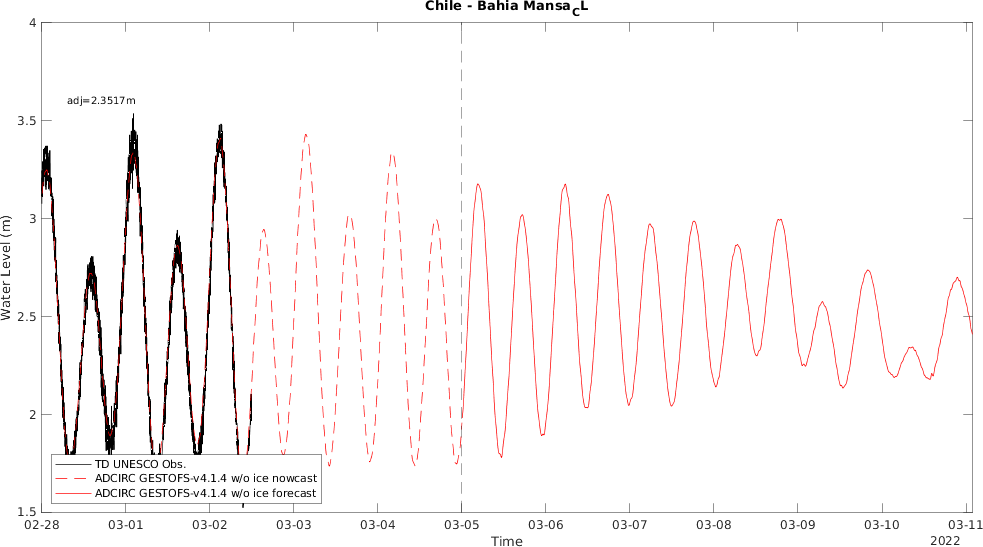 Chile - Bahia Mansa_CL
4
adj=2.3517m
3.5
3
Water Level (m)
2.5
2
TD UNESCO Obs.
ADCIRC GESTOFS-v4.1.4 w/o ice nowcast
ADCIRC GESTOFS-v4.1.4 w/o ice forecast
1.5
02-28 03-01 03-02 03-03 03-04 03-05 03-06 03-07 03-08 03-09 03-10 03-11
Time
2022